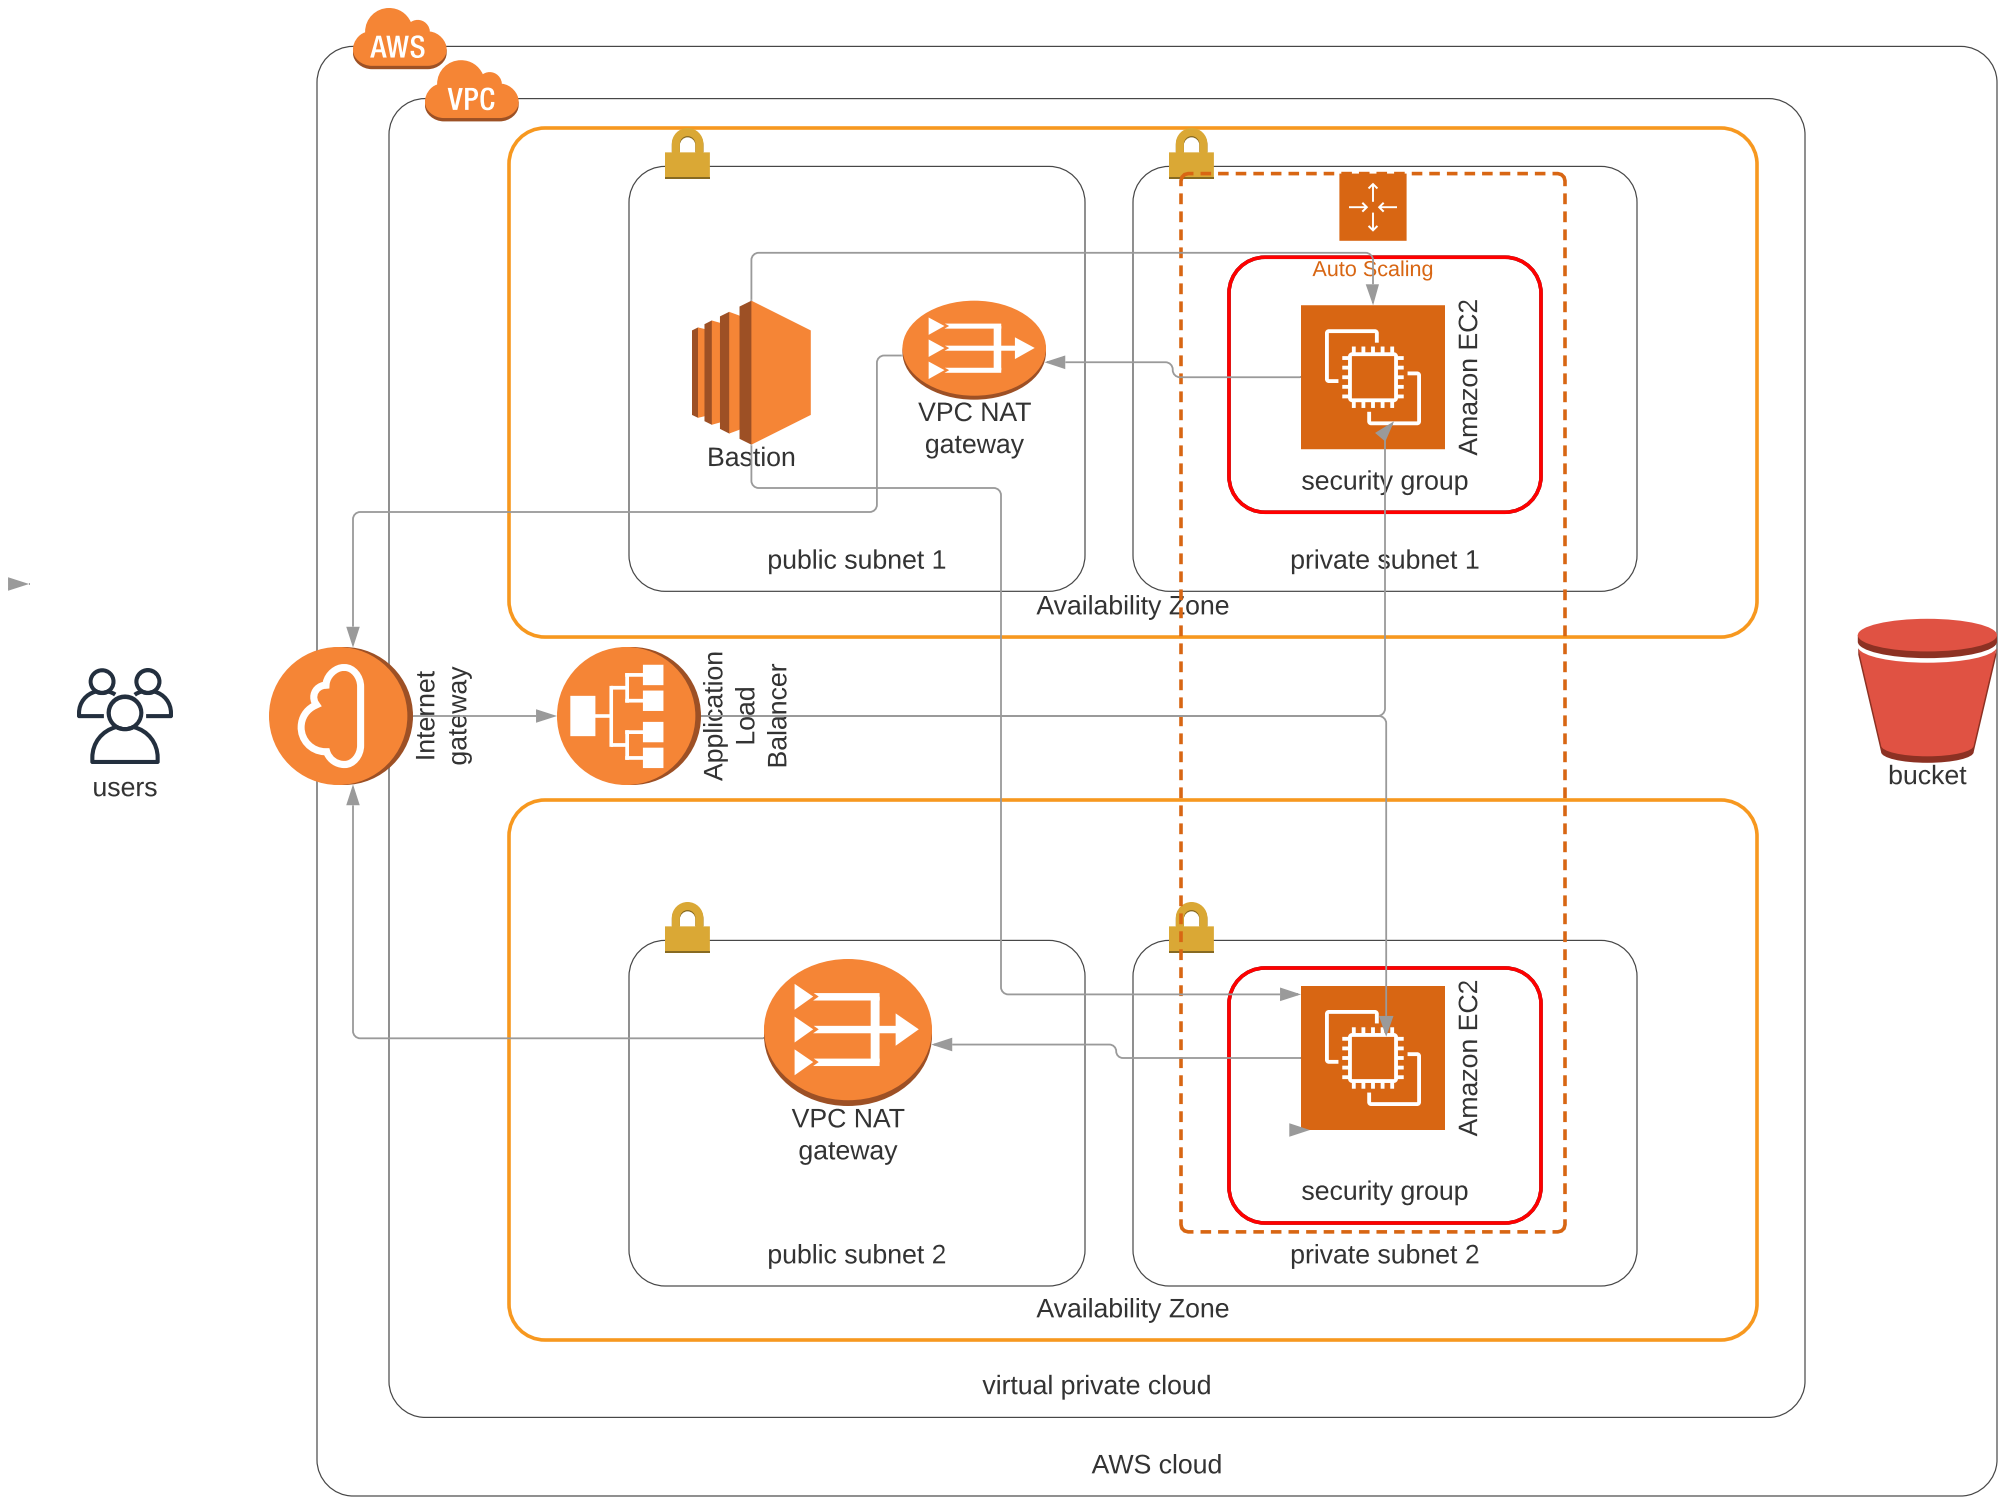 AWS
VPC
Auto Scaling
Amazon EC2
Bastion
VPC NAT
gateway
security group
public subnet 1
private subnet 1
Availability Zone
users
Internet
gateway
Application
Load
Balancer
bucket
Amazon EC2
VPC NAT
gateway
security group
public subnet 2
private subnet 2
Availability Zone
virtual private cloud
AWS cloud